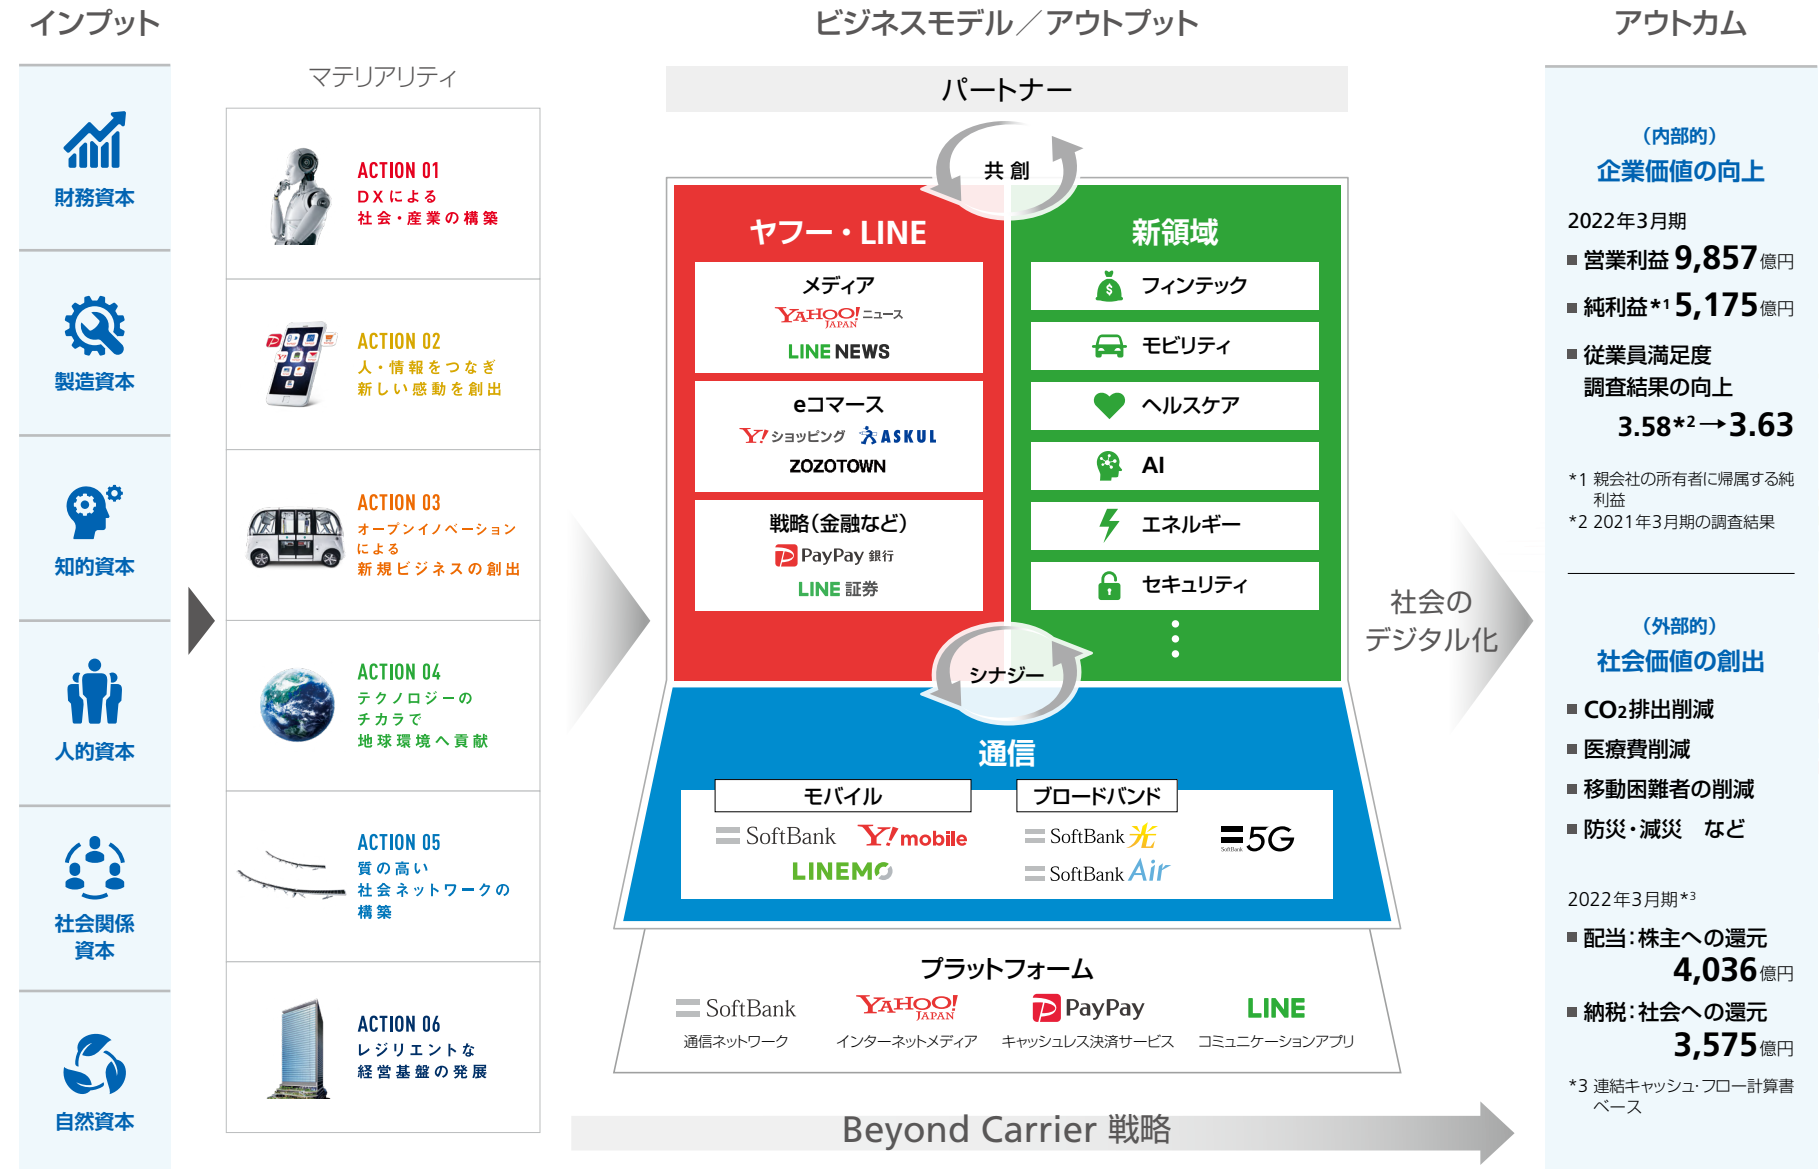 インプット
財務資本
製造資本
知的資本
人的資本
社会関係
資本
自然資本
マテリアリティ
ACTION 01
DXによる
社会・産業の構築
ACTION 02
人・情報をつなぎ
新しい感動を創出
ACTION 03
オープンイノベーション
による
新規ビジネスの創出
ACTION 04
テクノロジーの
チカラで
地球環境へ貢献
ACTION 05
質の高い
社会ネットワークの
構築
ACTION 06
レジリエントな
経営基盤の発展
ビジネスモデル／アウトプット
パートナー
共創
ヤフー・LINE
メディア
YAHOO! JAPAN ニュース
LINE NEWS
eコマース
Y!ショッピング ASKUL
ZOZOTOWN
戦略（金融など）
PayPay 銀行
LINE 証券
新領域
フィンテック
モビリティ
ヘルスケア
AI
エネルギー
セキュリティ
シナジー
通信
モバイル
SoftBank Y!mobile
LINEMO
ブロードバンド
SoftBank 光
SoftBank Air
SoftBank 5G
プラットフォーム
SoftBank
通信ネットワーク
YAHOO! JAPAN
インターネットメディア
PayPay
キャッシュレス決済サービス
LINE
コミュニケーションアプリ
Beyond Carrier 戦略
社会の
デジタル化
アウトカム
（内部的）
企業価値の向上
2022年3月期
■ 営業利益 9,857億円
■ 純利益*1 5,175億円
■ 従業員満足度
調査結果の向上
3.58*2→3.63
*1 親会社の所有者に帰属する純
利益
*2 2021年3月期の調査結果
（外部的）
社会価値の創出
■ CO2排出削減
■ 医療費削減
■ 移動困難者の削減
■ 防災・減災 など
2022年3月期*3
■ 配当：株主への還元
4,036億円
■ 納税：社会への還元
3,575億円
*3 連結キャッシュ・フロー計算書
ベース